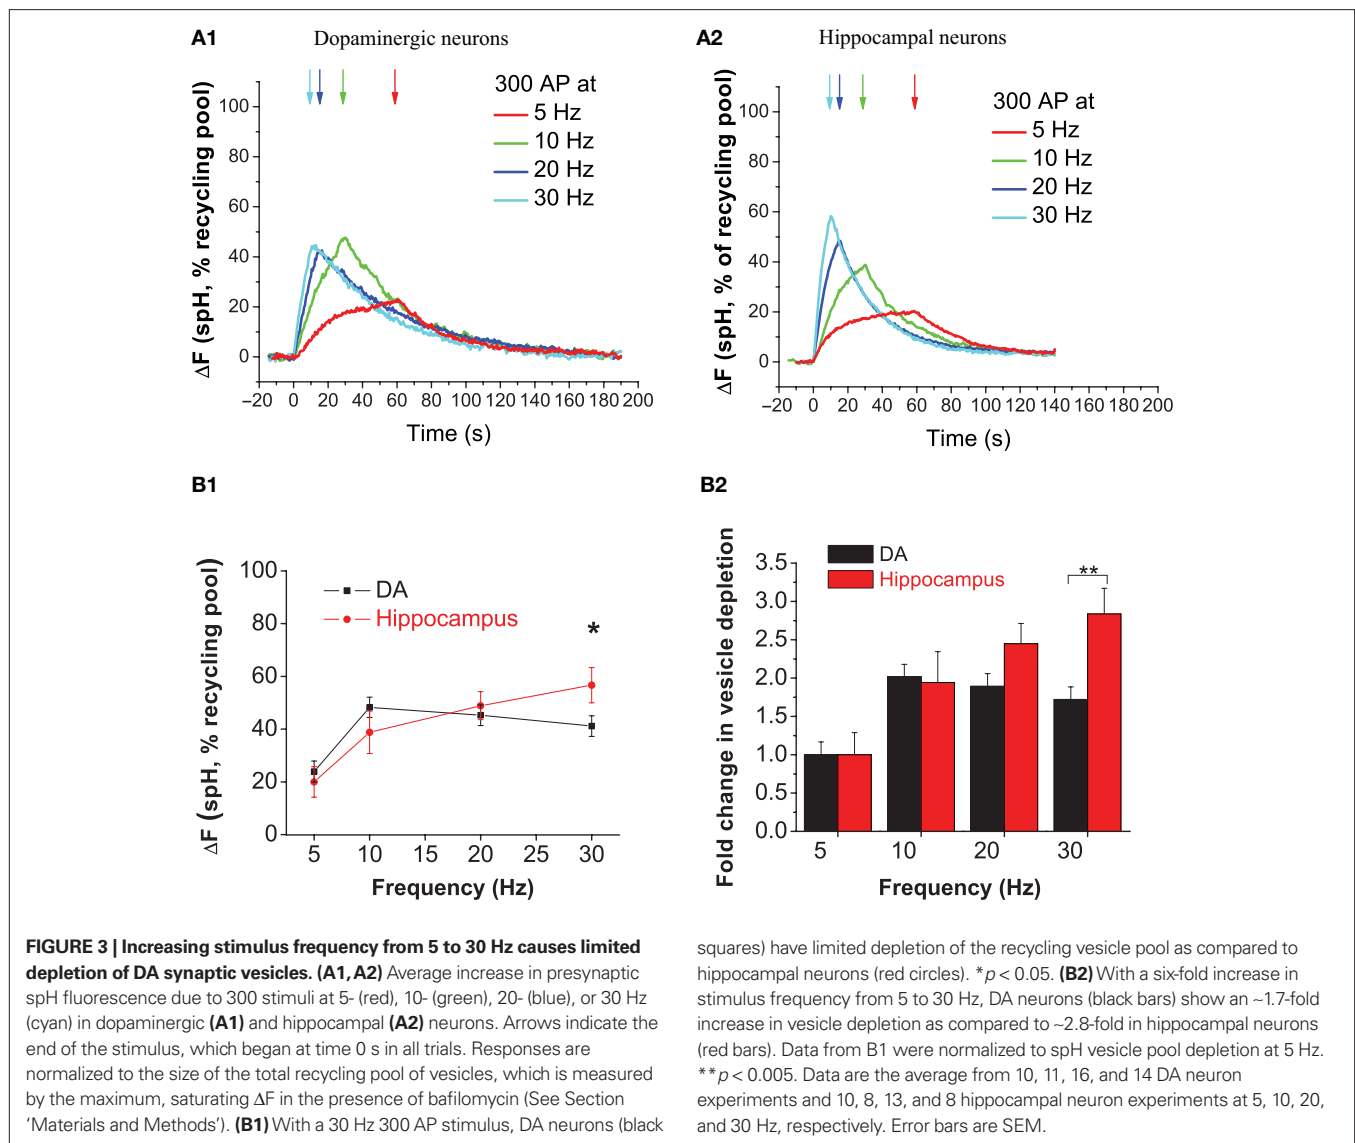 A1
Dopaminergic neurons
ΔF (spH, % recycling pool)
100
80
60
40
20
0
−20 0 20 40 60 80 100 120 140 160 180 200
Time (s)
300 AP at
5 Hz
10 Hz
20 Hz
30 Hz
A2
Hippocampal neurons
ΔF (spH, % of recycling pool)
100
80
60
40
20
0
−20 0 20 40 60 80 100 120 140 160 180 200
Time (s)
300 AP at
5 Hz
10 Hz
20 Hz
30 Hz
B1
ΔF (spH, % recycling pool)
100
80
60
40
20
0
5 10 15 20 25 30
Frequency (Hz)
DA
Hippocampus
*
B2
Fold change in vesicle depletion
3.5
3.0
2.5
2.0
1.5
1.0
0.5
0.0
5 10 20 30
Frequency (Hz)
DA
Hippocampus
**
FIGURE 3 | Increasing stimulus frequency from 5 to 30 Hz causes limited
depletion of DA synaptic vesicles. (A1, A2) Average increase in presynaptic
spH fluorescence due to 300 stimuli at 5- (red), 10- (green), 20- (blue), or 30 Hz
(cyan) in dopaminergic (A1) and hippocampal (A2) neurons. Arrows indicate the
end of the stimulus, which began at time 0 s in all trials. Responses are
normalized to the size of the total recycling pool of vesicles, which is measured
by the maximum, saturating ΔF in the presence of bafilomycin (See Section
'Materials and Methods'). (B1) With a 30 Hz 300 AP stimulus, DA neurons (black
squares) have limited depletion of the recycling vesicle pool as compared to
hippocampal neurons (red circles). *p < 0.05. (B2) With a six-fold increase in
stimulus frequency from 5 to 30 Hz, DA neurons (black bars) show an ~1.7-fold
increase in vesicle depletion as compared to ~2.8-fold in hippocampal neurons
(red bars). Data from B1 were normalized to spH vesicle pool depletion at 5 Hz.
**p < 0.005. Data are the average from 10, 11, 16, and 14 DA neuron
experiments and 10, 8, 13, and 8 hippocampal neuron experiments at 5, 10, 20,
and 30 Hz, respectively. Error bars are SEM.